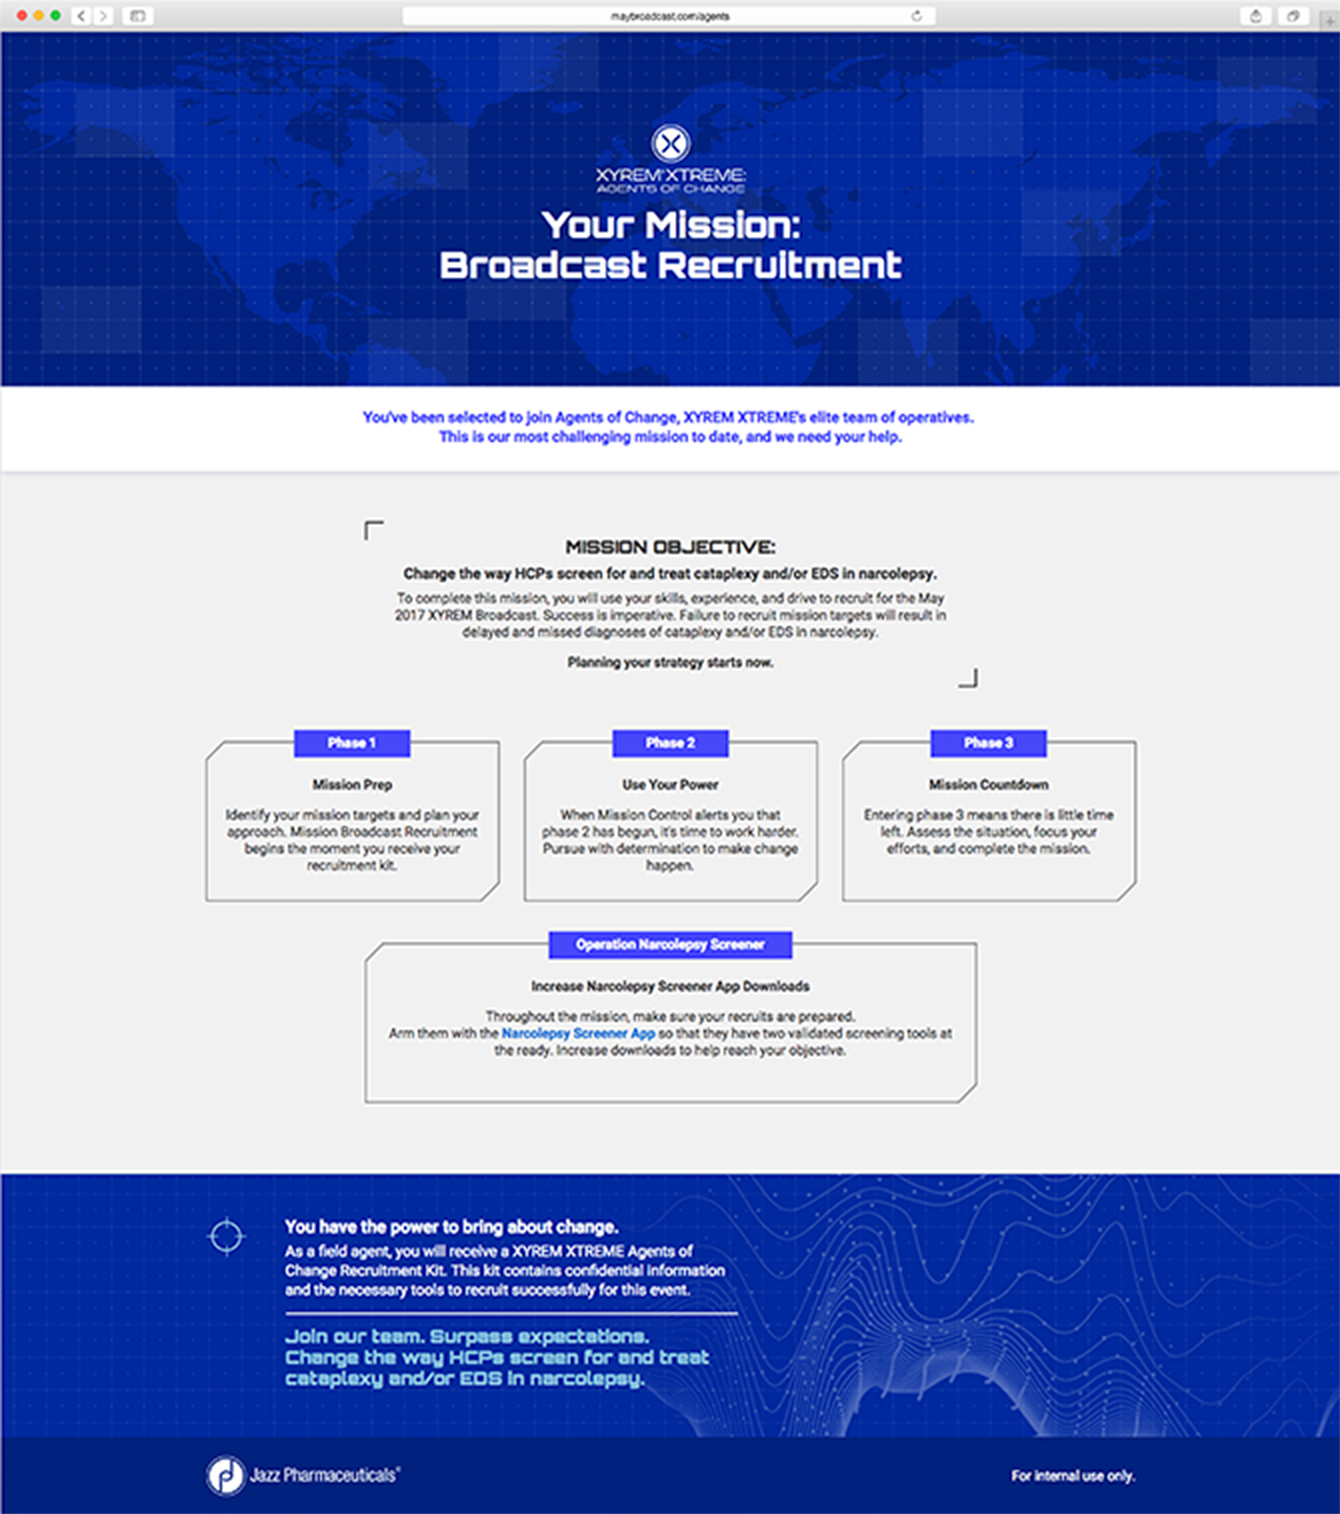 maybroadcast.com/agents
XYREM® XTREME:
AGENTS OF CHANGE
Your Mission:
Broadcast Recruitment
You've been selected to join Agents of Change, XYREM XTREME's elite team of operatives.
This is our most challenging mission to date, and we need your help.
MISSION OBJECTIVE:
Change the way HCPs screen for and treat cataplexy and/or EDS in narcolepsy.
To complete this mission, you will use your skills, experience, and drive to recruit for the May
2017 XYREM Broadcast. Success is imperative. Failure to recruit mission targets will result in
delayed and missed diagnoses of cataplexy and/or EDS in narcolepsy.
Planning your strategy starts now.
Phase 1
Mission Prep
Identify your mission targets and plan your
approach. Mission Broadcast Recruitment
begins the moment you receive your
recruitment kit.
Phase 2
Use Your Power
When Mission Control alerts you that
phase 2 has begun, it's time to work harder.
Pursue with determination to make change
happen.
Phase 3
Mission Countdown
Entering phase 3 means there is little time
left. Assess the situation, focus your
efforts, and complete the mission.
Operation Narcolepsy Screener
Increase Narcolepsy Screener App Downloads
Throughout the mission, make sure your recruits are prepared.
Arm them with the Narcolepsy Screener App so that they have two validated screening tools at
the ready. Increase downloads to help reach your objective.
You have the power to bring about change.
As a field agent, you will receive a XYREM XTREME Agents of
Change Recruitment Kit. This kit contains confidential information
and the necessary tools to recruit successfully for this event.
Join our team. Surpass expectations.
Change the way HCPs screen for and treat
cataplexy and/or EDS in narcolepsy.
Jazz Pharmaceuticals®
For internal use only.